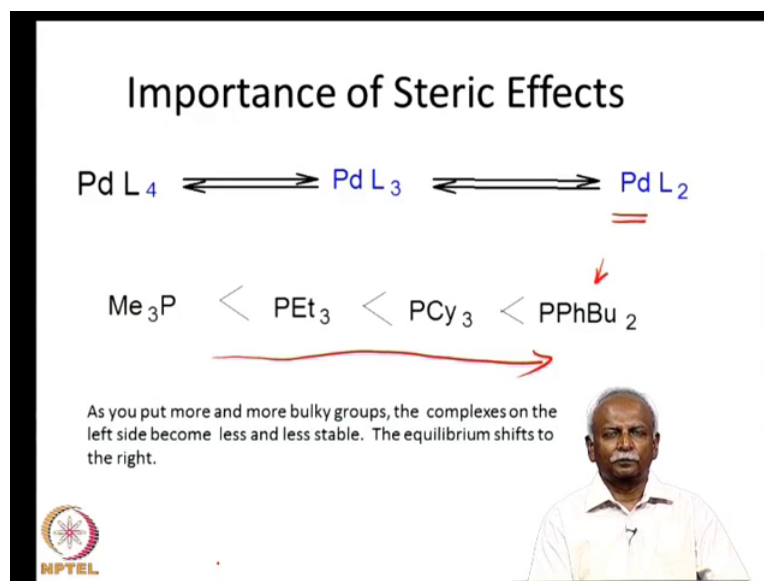 Importance of Steric Effects
Pd L4 ⇌ Pd L3 ⇌ Pd L2
Me3P < PEt3 < PCy3 < PPhBu2
As you put more and more bulky groups, the complexes on the
left side become less and less stable. The equilibrium shifts to
the right.
NPTEL